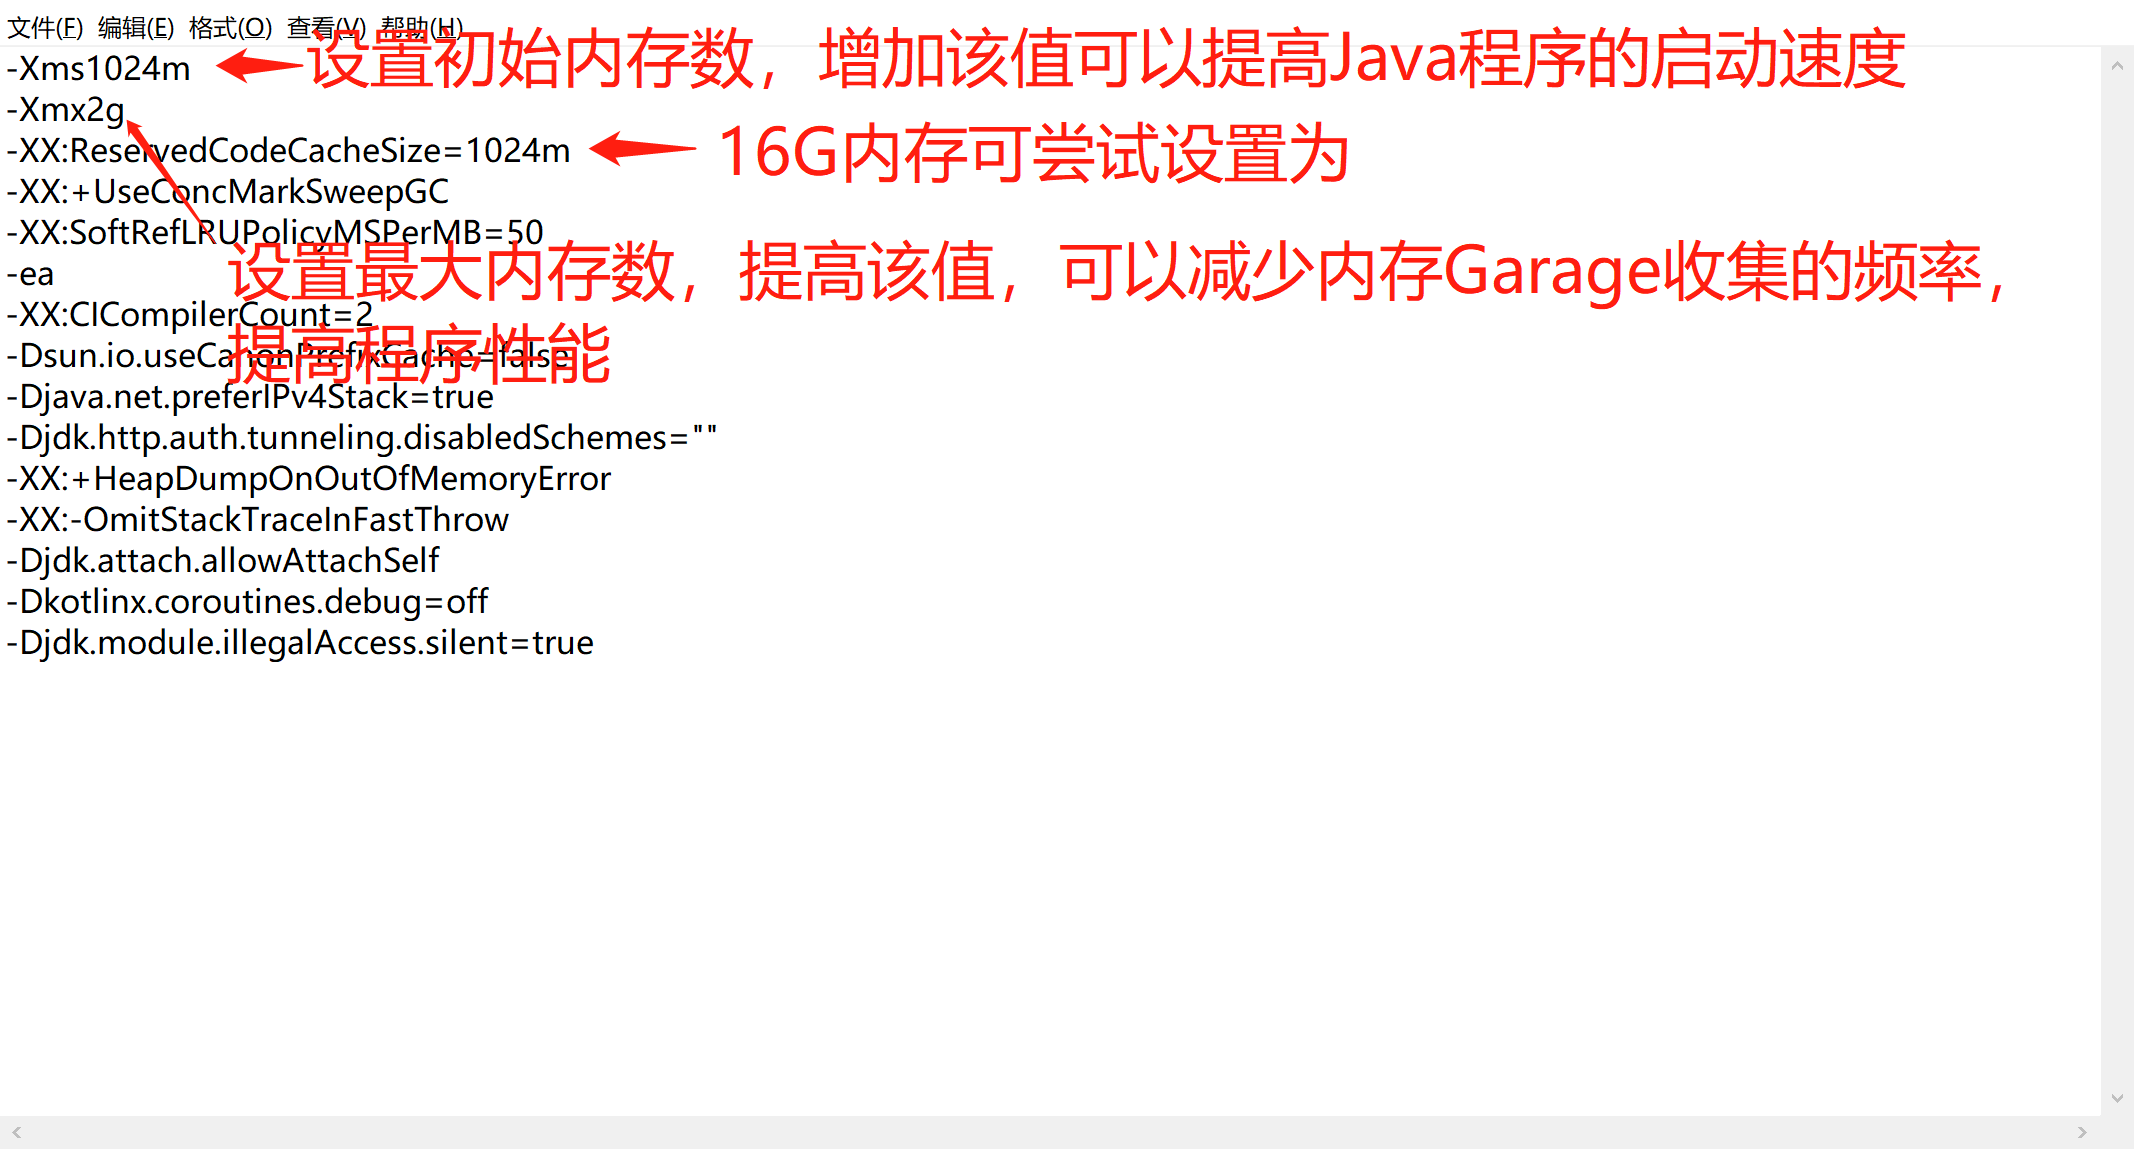 文件(F) 编辑(E) 格式(O) 查看(V) 帮助(H)
-Xms1024m
设置初始内存数，增加该值可以提高Java程序的启动速度
-Xmx2g
-XX:ReservedCodeCacheSize=1024m
16G内存可尝试设置为
-XX:+UseConcMarkSweepGC
-XX:SoftRefLRUPolicyMSPerMB=50
-ea
设置最大内存数，提高该值，可以减少内存Garage收集的频率，
提高程序性能
-XX:CICompilerCount=2
-Dsun.io.useCanonPrefixCache=false
-Djava.net.preferIPv4Stack=true
-Djdk.http.auth.tunneling.disabledSchemes=""
-XX:+HeapDumpOnOutOfMemoryError
-XX:-OmitStackTraceInFastThrow
-Djdk.attach.allowAttachSelf
-Dkotlinx.coroutines.debug=off
-Djdk.module.illegalAccess.silent=true